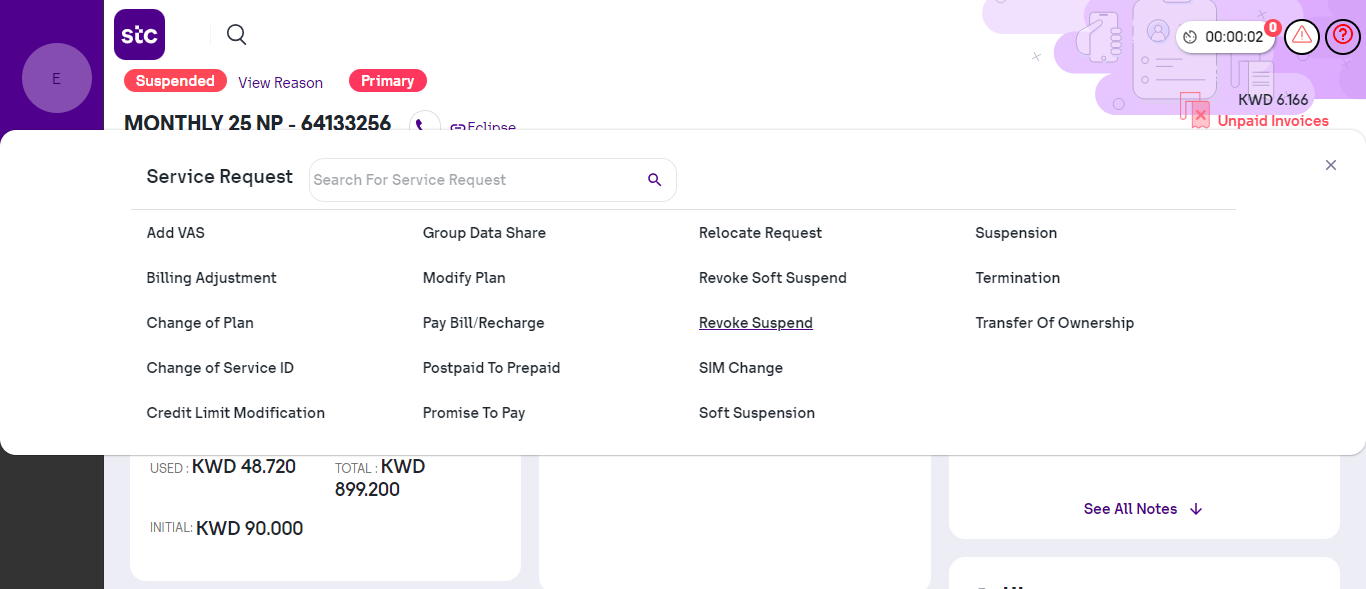 stc
E
00:00:02
0
Suspended View Reason Primary
KWD 6.166
MONTHLY 25 NP - 64133256 Eclipse
Unpaid Invoices
Service Request Search For Service Request
Add VAS Group Data Share Relocate Request Suspension
Billing Adjustment Modify Plan Revoke Soft Suspend Termination
Change of Plan Pay Bill/Recharge Revoke Suspend Transfer Of Ownership
Change of Service ID Postpaid To Prepaid SIM Change
Credit Limit Modification Promise To Pay Soft Suspension
USED : KWD 48.720 TOTAL : KWD
899.200
See All Notes
INITIAL: KWD 90.000